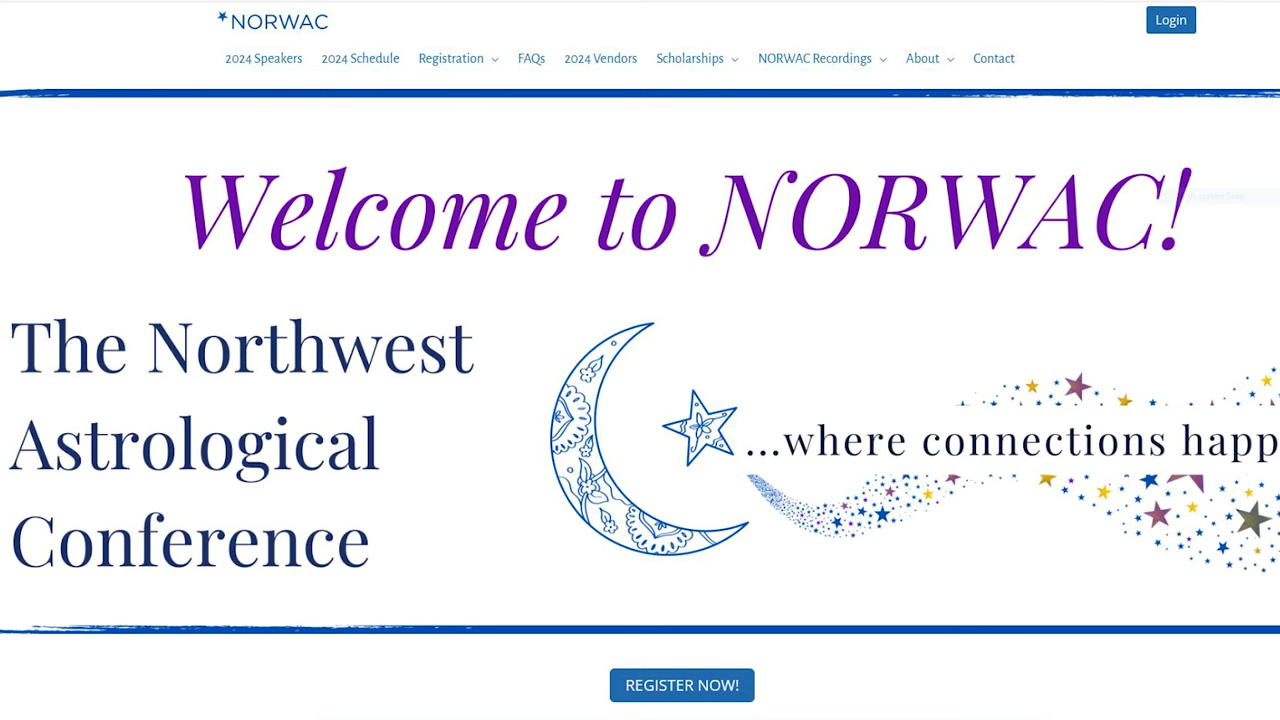 NORWAC
Login
2024 Speakers 2024 Schedule Registration FAQs 2024 Vendors Scholarships NORWAC Recordings About Contact
Welcome to NORWAC!
The Northwest
Astrological
Conference
...where connections happ
REGISTER NOW!